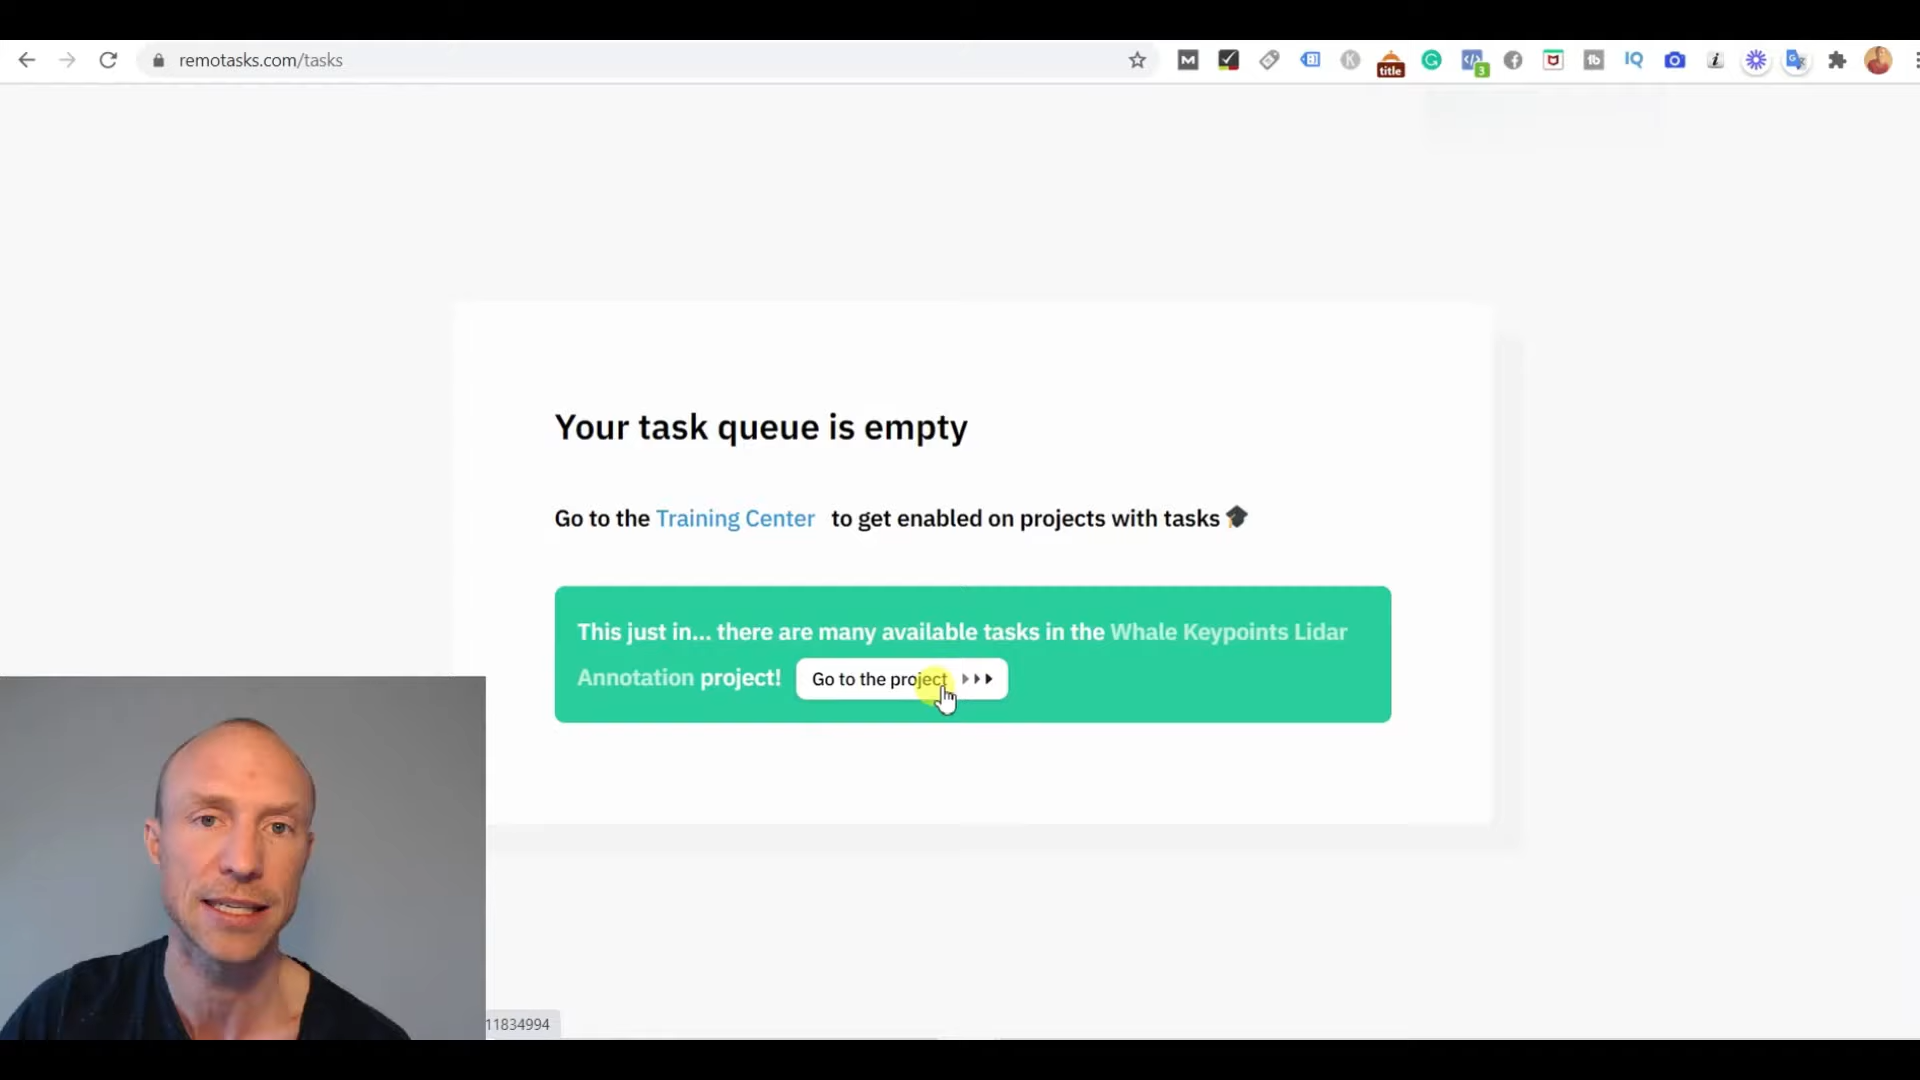 remotasks.com/tasks
title
3
IQ
Your task queue is empty
Go to the Training Center to get enabled on projects with tasks
This just in... there are many available tasks in the Whale Keypoints Lidar
Annotation project! Go to the project
11834994